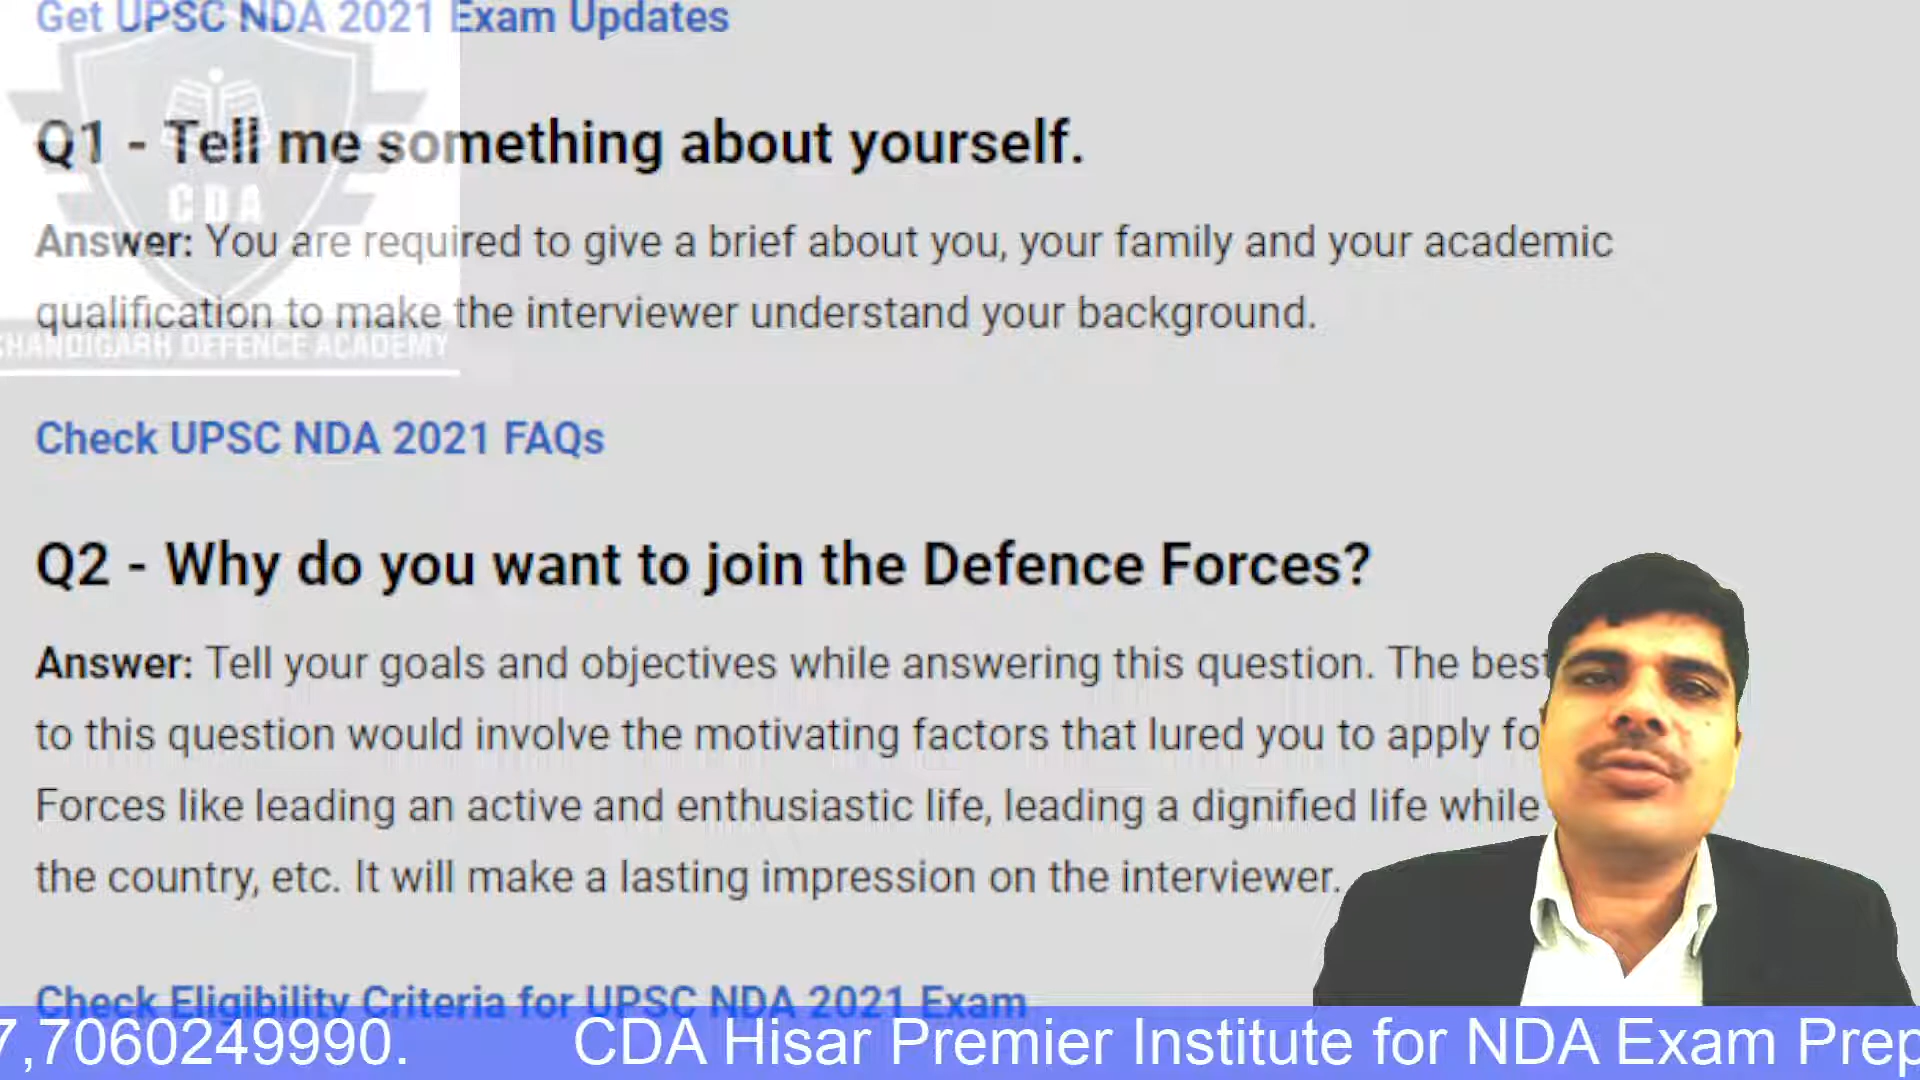 Get UPSC NDA 2021 Exam Updates
Q1 - Tell me something about yourself.
CDA
Answer: You are required to give a brief about you, your family and your academic
qualification to make the interviewer understand your background.
CHANDIGARH DEFENCE ACADEMY
Check UPSC NDA 2021 FAQs
Q2 - Why do you want to join the Defence Forces?
Answer: Tell your goals and objectives while answering this question. The best
to this question would involve the motivating factors that lured you to apply fo
Forces like leading an active and enthusiastic life, leading a dignified life while
the country, etc. It will make a lasting impression on the interviewer.
Check Eligibility Criteria for UPSC NDA 2021 Exam
7,7060249990. CDA Hisar Premier Institute for NDA Exam Prep